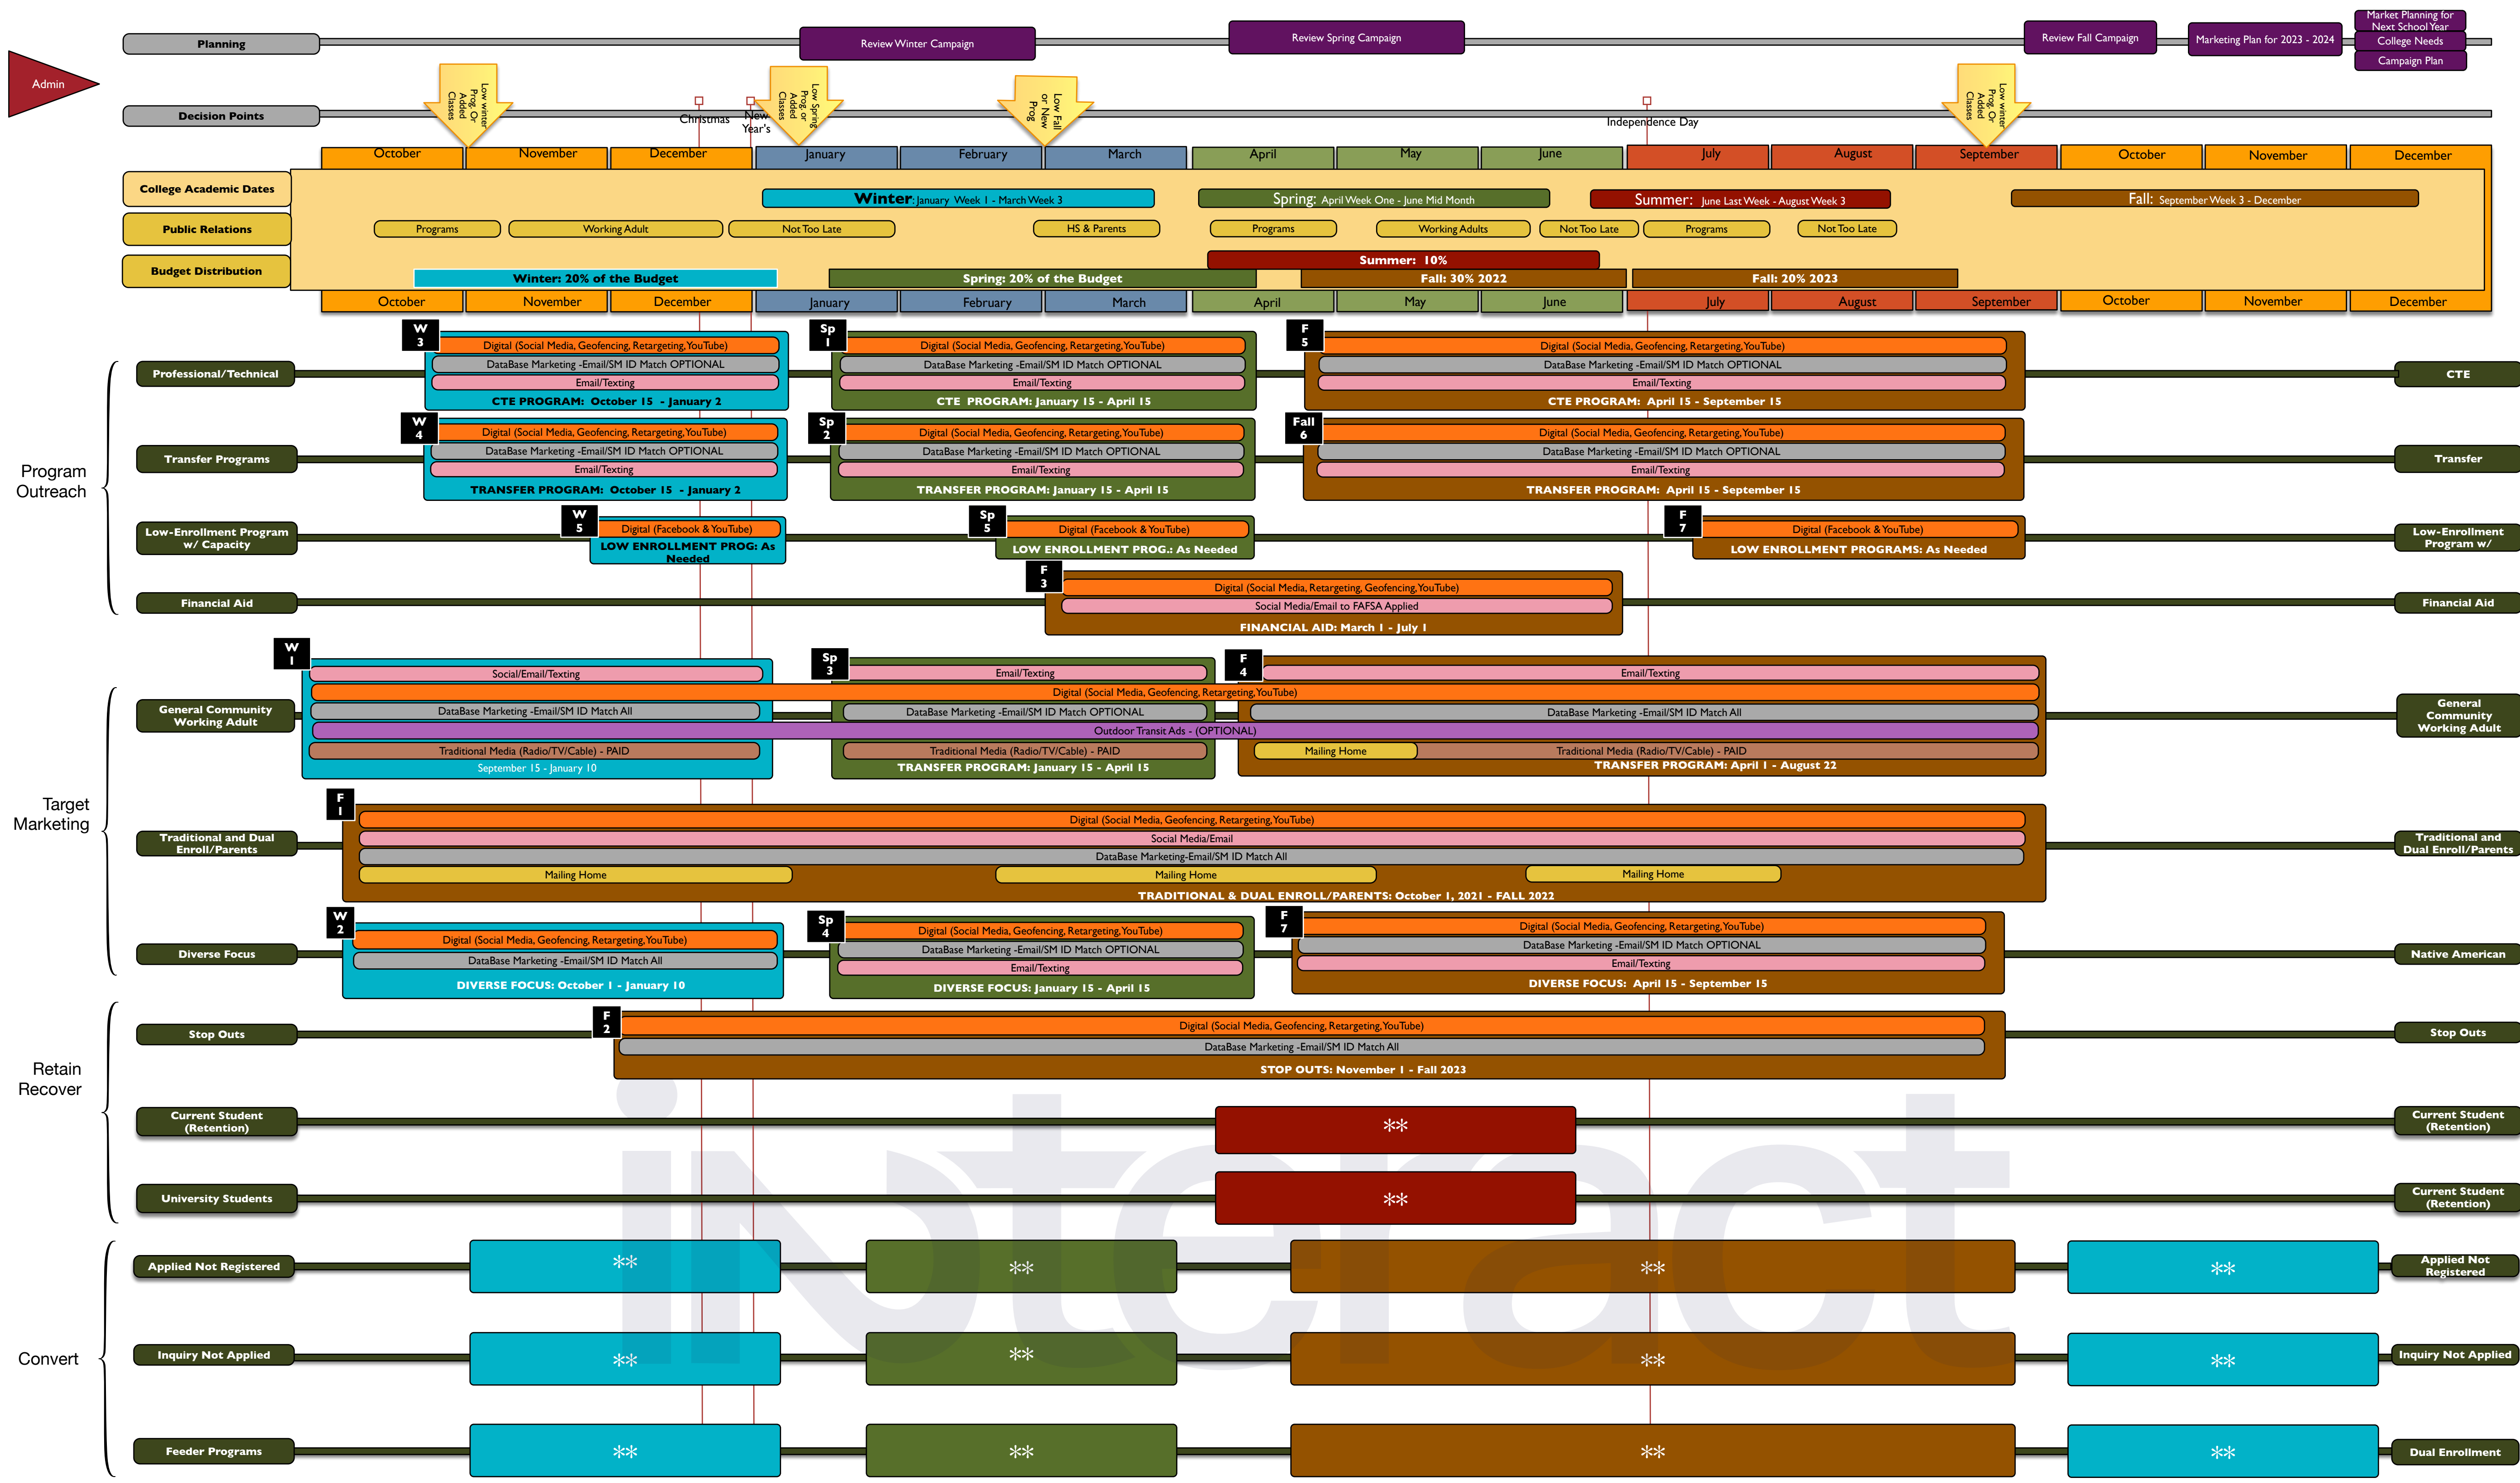 Planning
Review Winter Campaign
Review Spring Campaign
Review Fall Campaign
Marketing Plan for 2023 - 2024
Market Planning for
Next School Year
College Needs
Campaign Plan
Admin
Decision Points
Low winter
Prog. Or
Added
Classes
Christmas
New
Year's
Low Spring
Prog. or
Added
Classes
Low Fall
or New
Prog
Independence Day
Low winter
Prog. Or
Added
Classes
October
November
December
January
February
March
April
May
June
July
August
September
October
November
December
College Academic Dates
Winter: January Week 1 - March Week 3
Spring: April Week One - June Mid Month
Summer: June Last Week - August Week 3
Fall: September Week 3 - December
Public Relations
Programs
Working Adult
Not Too Late
HS & Parents
Programs
Working Adults
Not Too Late
Programs
Not Too Late
Budget Distribution
Summer: 10%
Winter: 20% of the Budget
Spring: 20% of the Budget
Fall: 30% 2022
Fall: 20% 2023
October
November
December
January
February
March
April
May
June
July
August
September
October
November
December
Program
Outreach
Professional/Technical
W
3
Digital (Social Media, Geofencing, Retargeting, YouTube)
DataBase Marketing -Email/SM ID Match OPTIONAL
Email/Texting
CTE PROGRAM: October 15 - January 2
Sp
1
Digital (Social Media, Geofencing, Retargeting, YouTube)
DataBase Marketing -Email/SM ID Match OPTIONAL
Email/Texting
CTE PROGRAM: January 15 - April 15
F
5
Digital (Social Media, Geofencing, Retargeting, YouTube)
DataBase Marketing -Email/SM ID Match OPTIONAL
Email/Texting
CTE PROGRAM: April 15 - September 15
CTE
Transfer Programs
W
4
Digital (Social Media, Geofencing, Retargeting, YouTube)
DataBase Marketing -Email/SM ID Match OPTIONAL
Email/Texting
TRANSFER PROGRAM: October 15 - January 2
Sp
2
Digital (Social Media, Geofencing, Retargeting, YouTube)
DataBase Marketing -Email/SM ID Match OPTIONAL
Email/Texting
TRANSFER PROGRAM: January 15 - April 15
Fall
6
Digital (Social Media, Geofencing, Retargeting, YouTube)
DataBase Marketing -Email/SM ID Match OPTIONAL
Email/Texting
TRANSFER PROGRAM: April 15 - September 15
Transfer
Low-Enrollment Program
w/ Capacity
W
5
Digital (Facebook & YouTube)
LOW ENROLLMENT PROG: As
Needed
Sp
5
Digital (Facebook & YouTube)
LOW ENROLLMENT PROG.: As Needed
F
7
Digital (Facebook & YouTube)
LOW ENROLLMENT PROGRAMS: As Needed
Low-Enrollment
Program w/
Financial Aid
F
3
Digital (Social Media, Retargeting, Geofencing, YouTube)
Social Media/Email to FAFSA Applied
FINANCIAL AID: March 1 - July 1
Financial Aid
Target
Marketing
General Community
Working Adult
W
1
Social/Email/Texting
Sp
3
Email/Texting
F
4
Email/Texting
Digital (Social Media, Geofencing, Retargeting, YouTube)
DataBase Marketing -Email/SM ID Match All
DataBase Marketing -Email/SM ID Match OPTIONAL
DataBase Marketing -Email/SM ID Match All
Outdoor Transit Ads - (OPTIONAL)
Traditional Media (Radio/TV/Cable) - PAID
Traditional Media (Radio/TV/Cable) - PAID
Mailing Home
Traditional Media (Radio/TV/Cable) - PAID
September 15 - January 10
TRANSFER PROGRAM: January 15 - April 15
TRANSFER PROGRAM: April 1 - August 22
General
Community
Working Adult
Traditional and Dual
Enroll/Parents
F
1
Digital (Social Media, Geofencing, Retargeting, YouTube)
Social Media/Email
DataBase Marketing-Email/SM ID Match All
Mailing Home
Mailing Home
Mailing Home
TRADITIONAL & DUAL ENROLL/PARENTS: October 1, 2021 - FALL 2022
Traditional and
Dual Enroll/Parents
Diverse Focus
W
2
Digital (Social Media, Geofencing, Retargeting, YouTube)
DataBase Marketing -Email/SM ID Match All
DIVERSE FOCUS: October 1 - January 10
Sp
4
Digital (Social Media, Geofencing, Retargeting, YouTube)
DataBase Marketing -Email/SM ID Match OPTIONAL
Email/Texting
DIVERSE FOCUS: January 15 - April 15
F
7
Digital (Social Media, Geofencing, Retargeting, YouTube)
DataBase Marketing -Email/SM ID Match OPTIONAL
Email/Texting
DIVERSE FOCUS: April 15 - September 15
Native American
Retain
Recover
Stop Outs
F
2
Digital (Social Media, Geofencing, Retargeting, YouTube)
DataBase Marketing -Email/SM ID Match All
STOP OUTS: November 1 - Fall 2023
Stop Outs
Current Student
(Retention)
**
Current Student
(Retention)
University Students
**
Current Student
(Retention)
interact
Convert
Applied Not Registered
**
**
**
**
Applied Not
Registered
Inquiry Not Applied
**
**
**
**
Inquiry Not Applied
Feeder Programs
**
**
**
**
Dual Enrollment